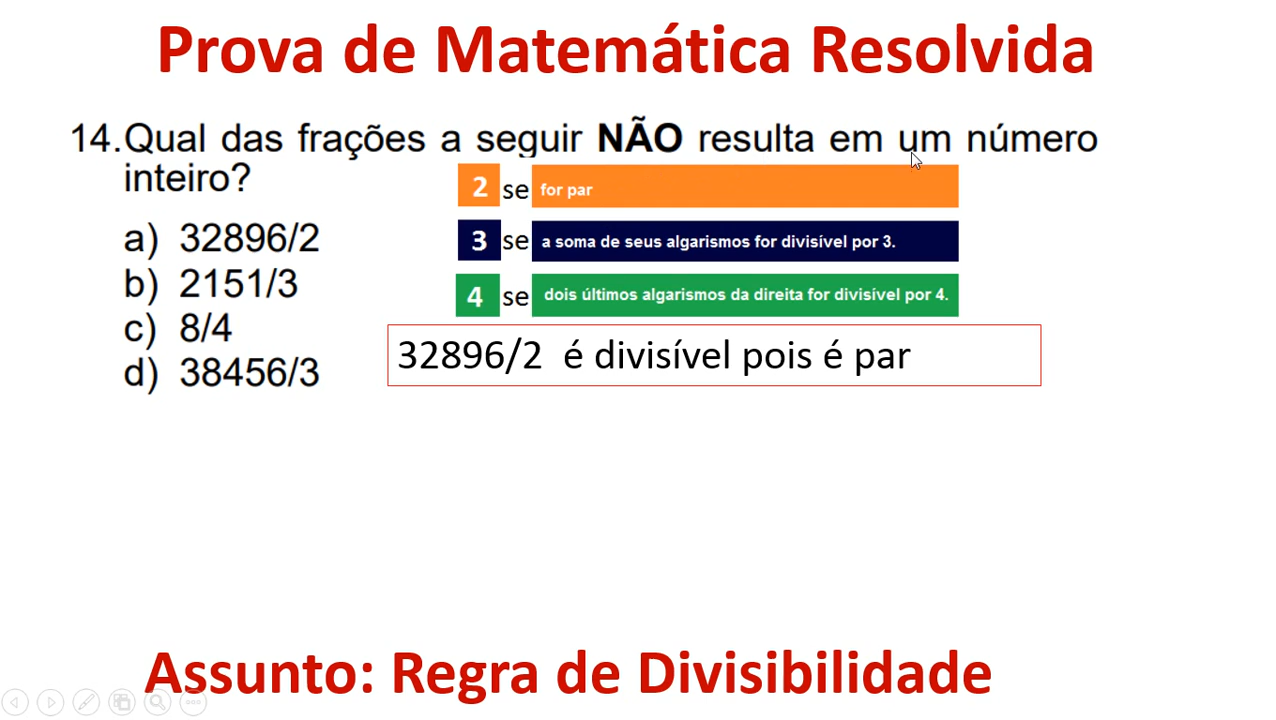 Prova de Matemática Resolvida
14.Qual das frações a seguir NÃO resulta em um número
inteiro?
2 se for par
a) 32896/2
3 se a soma de seus algarismos for divisível por 3.
b) 2151/3
4 se dois últimos algarismos da direita for divisível por 4.
c) 8/4
32896/2 é divisível pois é par
d) 38456/3
Assunto: Regra de Divisibilidade